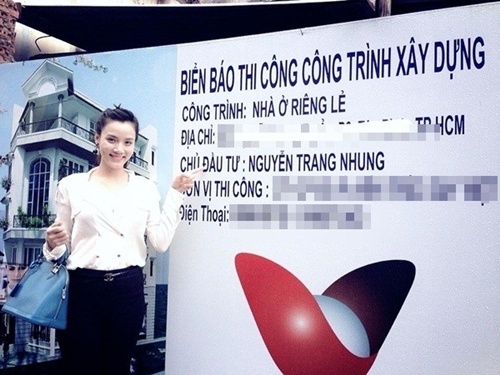 BIỂN BÁO THI CÔNG CÔNG TRÌNH XÂY DỰNG
CÔNG TRÌNH: NHÀ Ở RIÊNG LẺ
ĐỊA CHỈ: TP.HCM
CHỦ ĐẦU TƯ : NGUYỄN TRANG NHUNG
ĐƠN VỊ THI CÔNG :
Điện Thoại: